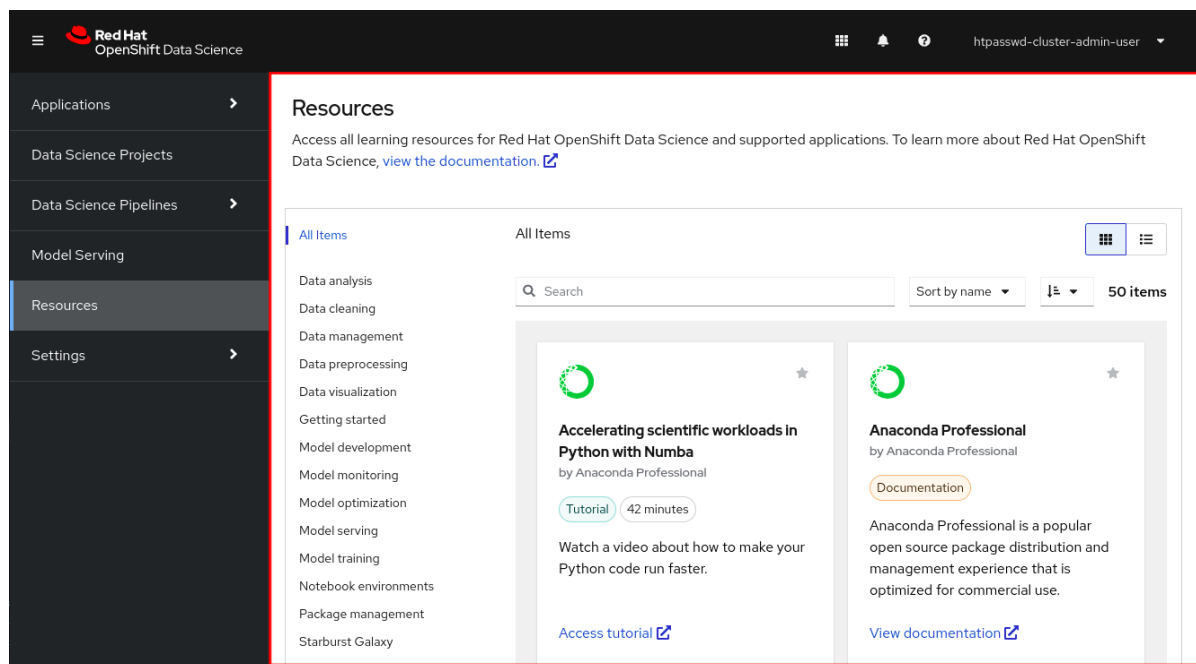 Red Hat
OpenShift Data Science
htpasswd-cluster-admin-user
Applications
Data Science Projects
Data Science Pipelines
Model Serving
Resources
Settings
Resources
Access all learning resources for Red Hat OpenShift Data Science and supported applications. To learn more about Red Hat OpenShift
Data Science, view the documentation.
All Items
Data analysis
Data cleaning
Data management
Data preprocessing
Data visualization
Getting started
Model development
Model monitoring
Model optimization
Model serving
Model training
Notebook environments
Package management
Starburst Galaxy
All Items
Search
Sort by name
50 items
Accelerating scientific workloads in
Python with Numba
by Anaconda Professional
Tutorial 42 minutes
Watch a video about how to make your
Python code run faster.
Access tutorial
Anaconda Professional
by Anaconda Professional
Documentation
Anaconda Professional is a popular
open source package distribution and
management experience that is
optimized for commercial use.
View documentation